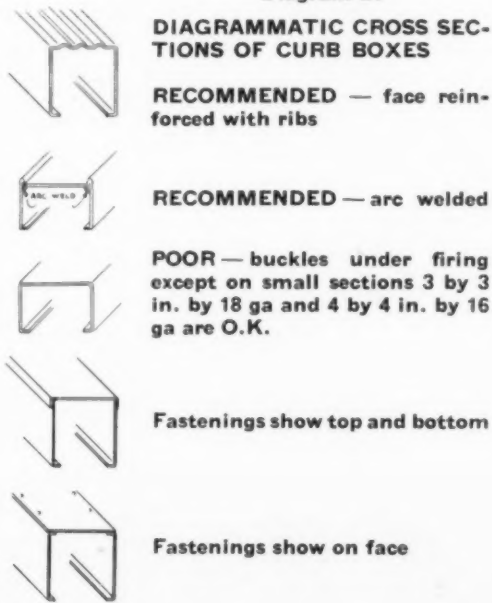 DIAGRAMMATIC CROSS SEC-
TIONS OF CURB BOXES
RECOMMENDED — face rein-
forced with ribs
ARC WELD
RECOMMENDED — arc welded
POOR — buckles under firing
except on small sections 3 by 3
in. by 18 ga and 4 by 4 in. by 16
ga are O.K.
Fastenings show top and bottom
Fastenings show on face